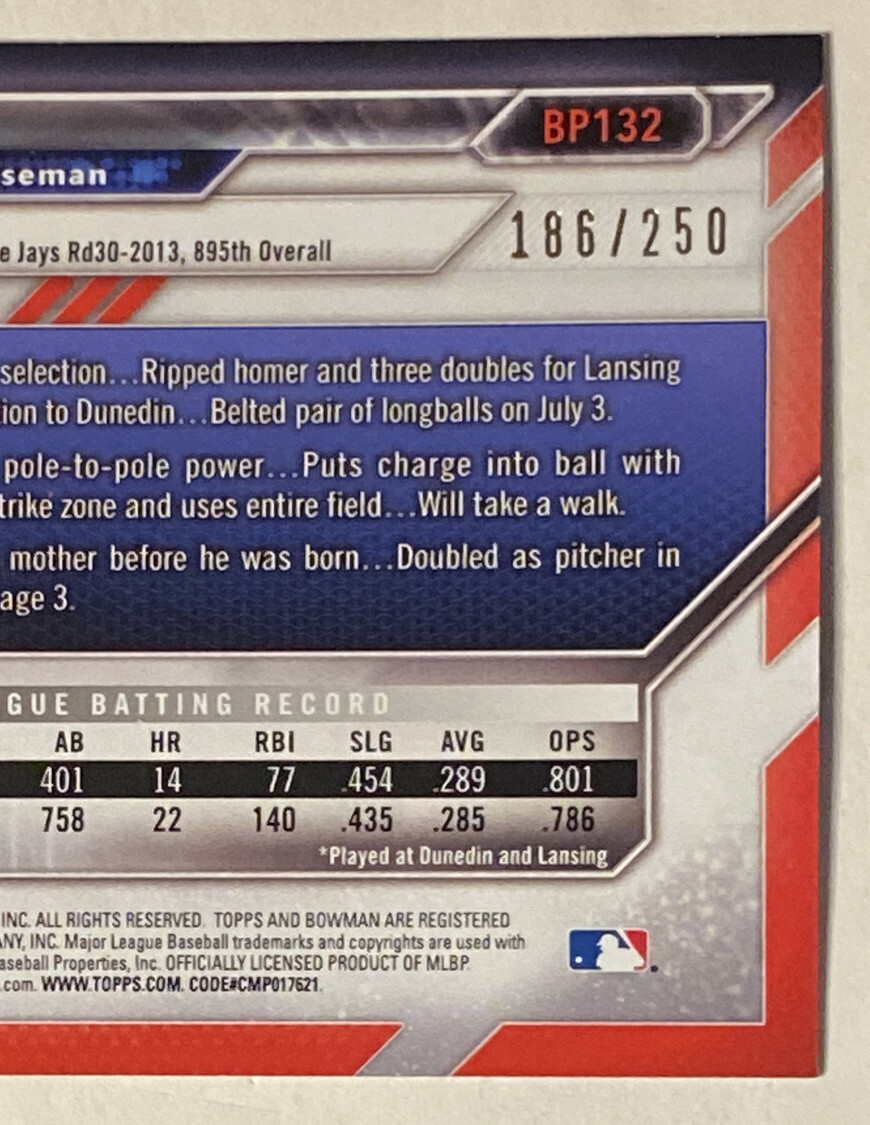 BP132
seman
186/250
e Jays Rd30-2013, 895th Overall
selection...Ripped homer and three doubles for Lansing
ion to Dunedin...Belted pair of longballs on July 3.
pole-to-pole power...Puts charge into ball with
trike zone and uses entire field...Will take a walk.
mother before he was born...Doubled as pitcher in
age 3.
GUE BATTING RECORD
AB HR RBI SLG AVG OPS
401 14 77 .454 .289 .801
758 22 140 .435 .285 .786
*Played at Dunedin and Lansing
INC. ALL RIGHTS RESERVED. TOPPS AND BOWMAN ARE REGISTERED
ANY, INC. Major League Baseball trademarks and copyrights are used with
aseball Properties, Inc. OFFICIALLY LICENSED PRODUCT OF MLBP.
.com. WWW.TOPPS.COM. CODE#CMP017621.